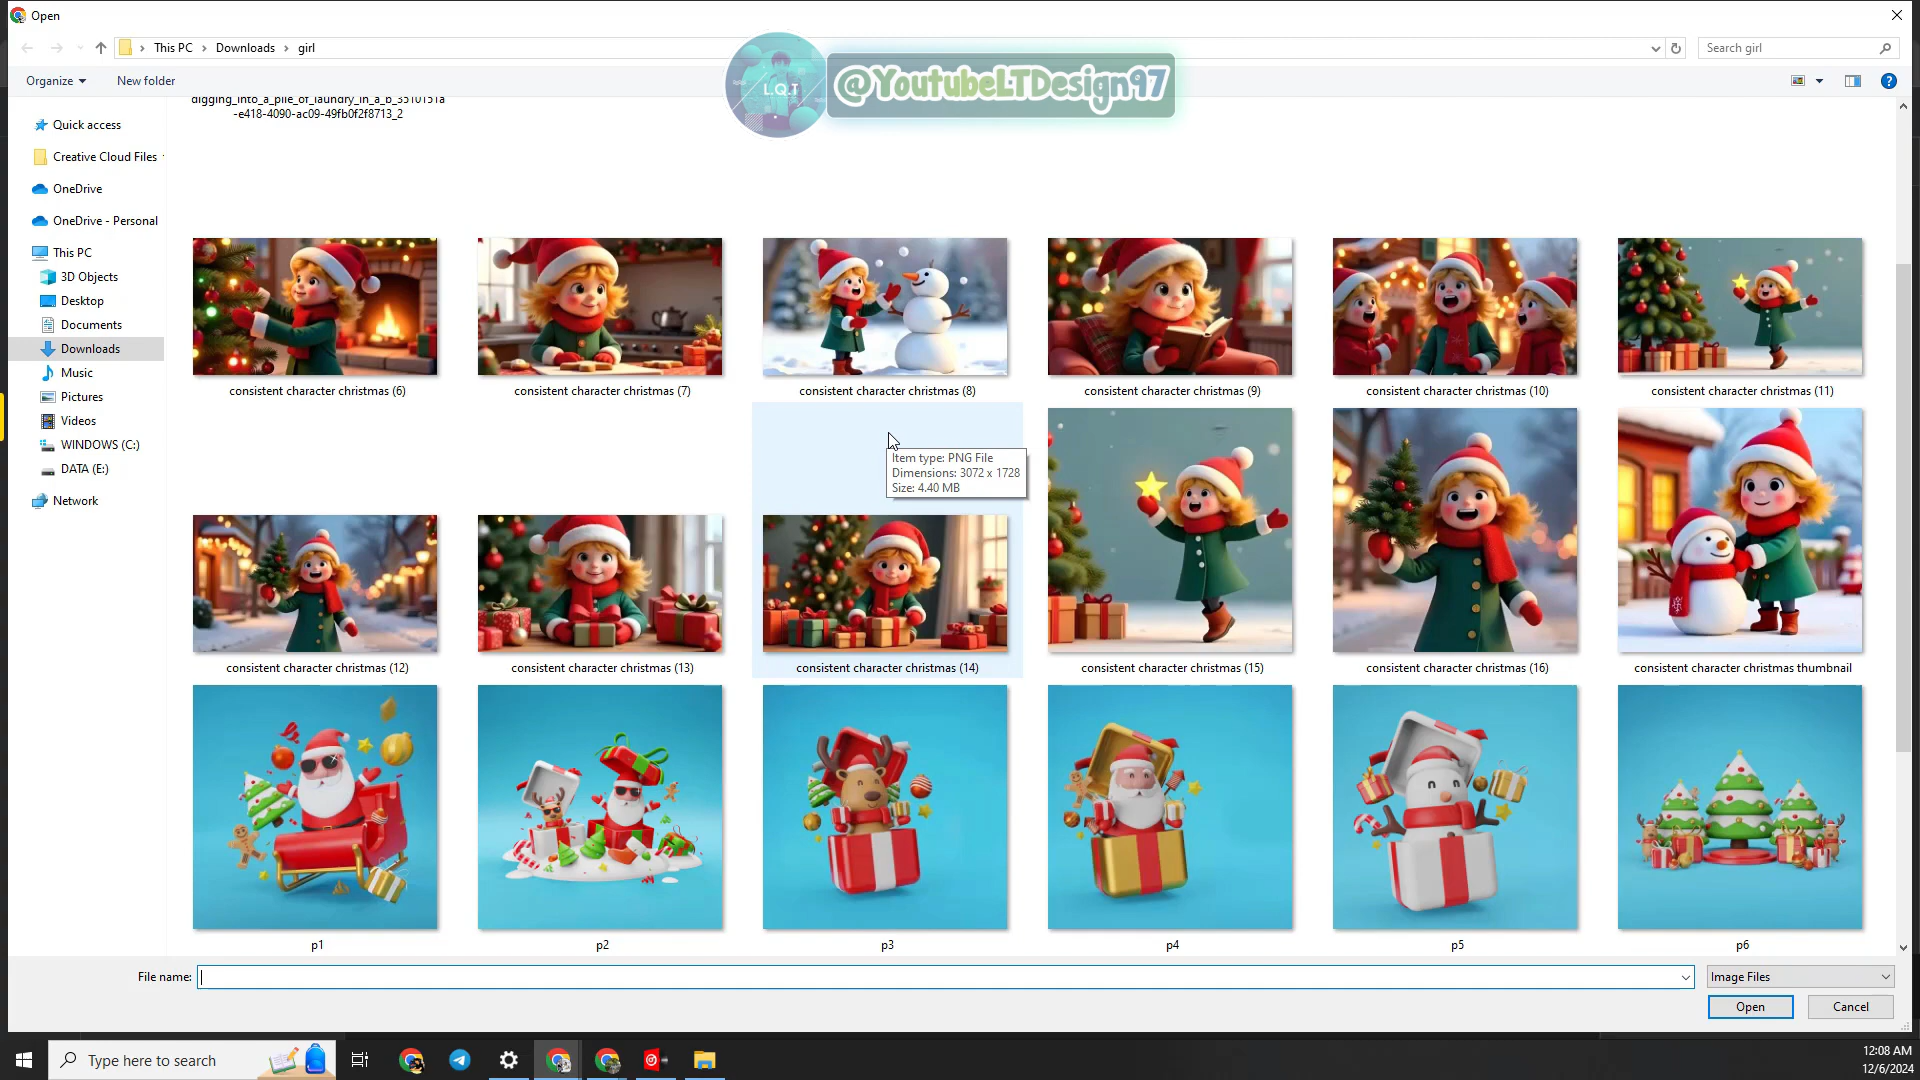 Open
This PC
Downloads
girl
Search girl
L.Q.T
@YoutubeLTDesign97
Organize
New folder
digging_into_a_pile_of_laundry_in_a_b_3510151a
-e418-4090-ac09-49fb0f2f8713_2
Quick access
Creative Cloud Files
OneDrive
OneDrive - Personal
This PC
3D Objects
Desktop
Documents
Downloads
Music
Pictures
Videos
WINDOWS (C:)
DATA (E:)
Network
consistent character christmas (6)
consistent character christmas (7)
consistent character christmas (8)
consistent character christmas (9)
consistent character christmas (10)
consistent character christmas (11)
Item type: PNG File
Dimensions: 3072 x 1728
Size: 4.40 MB
consistent character christmas (12)
consistent character christmas (13)
consistent character christmas (14)
consistent character christmas (15)
consistent character christmas (16)
consistent character christmas thumbnail
p1
p2
p3
p4
p5
p6
File name:
Image Files
Open
Cancel
Type here to search
12:08 AM
12/6/2024